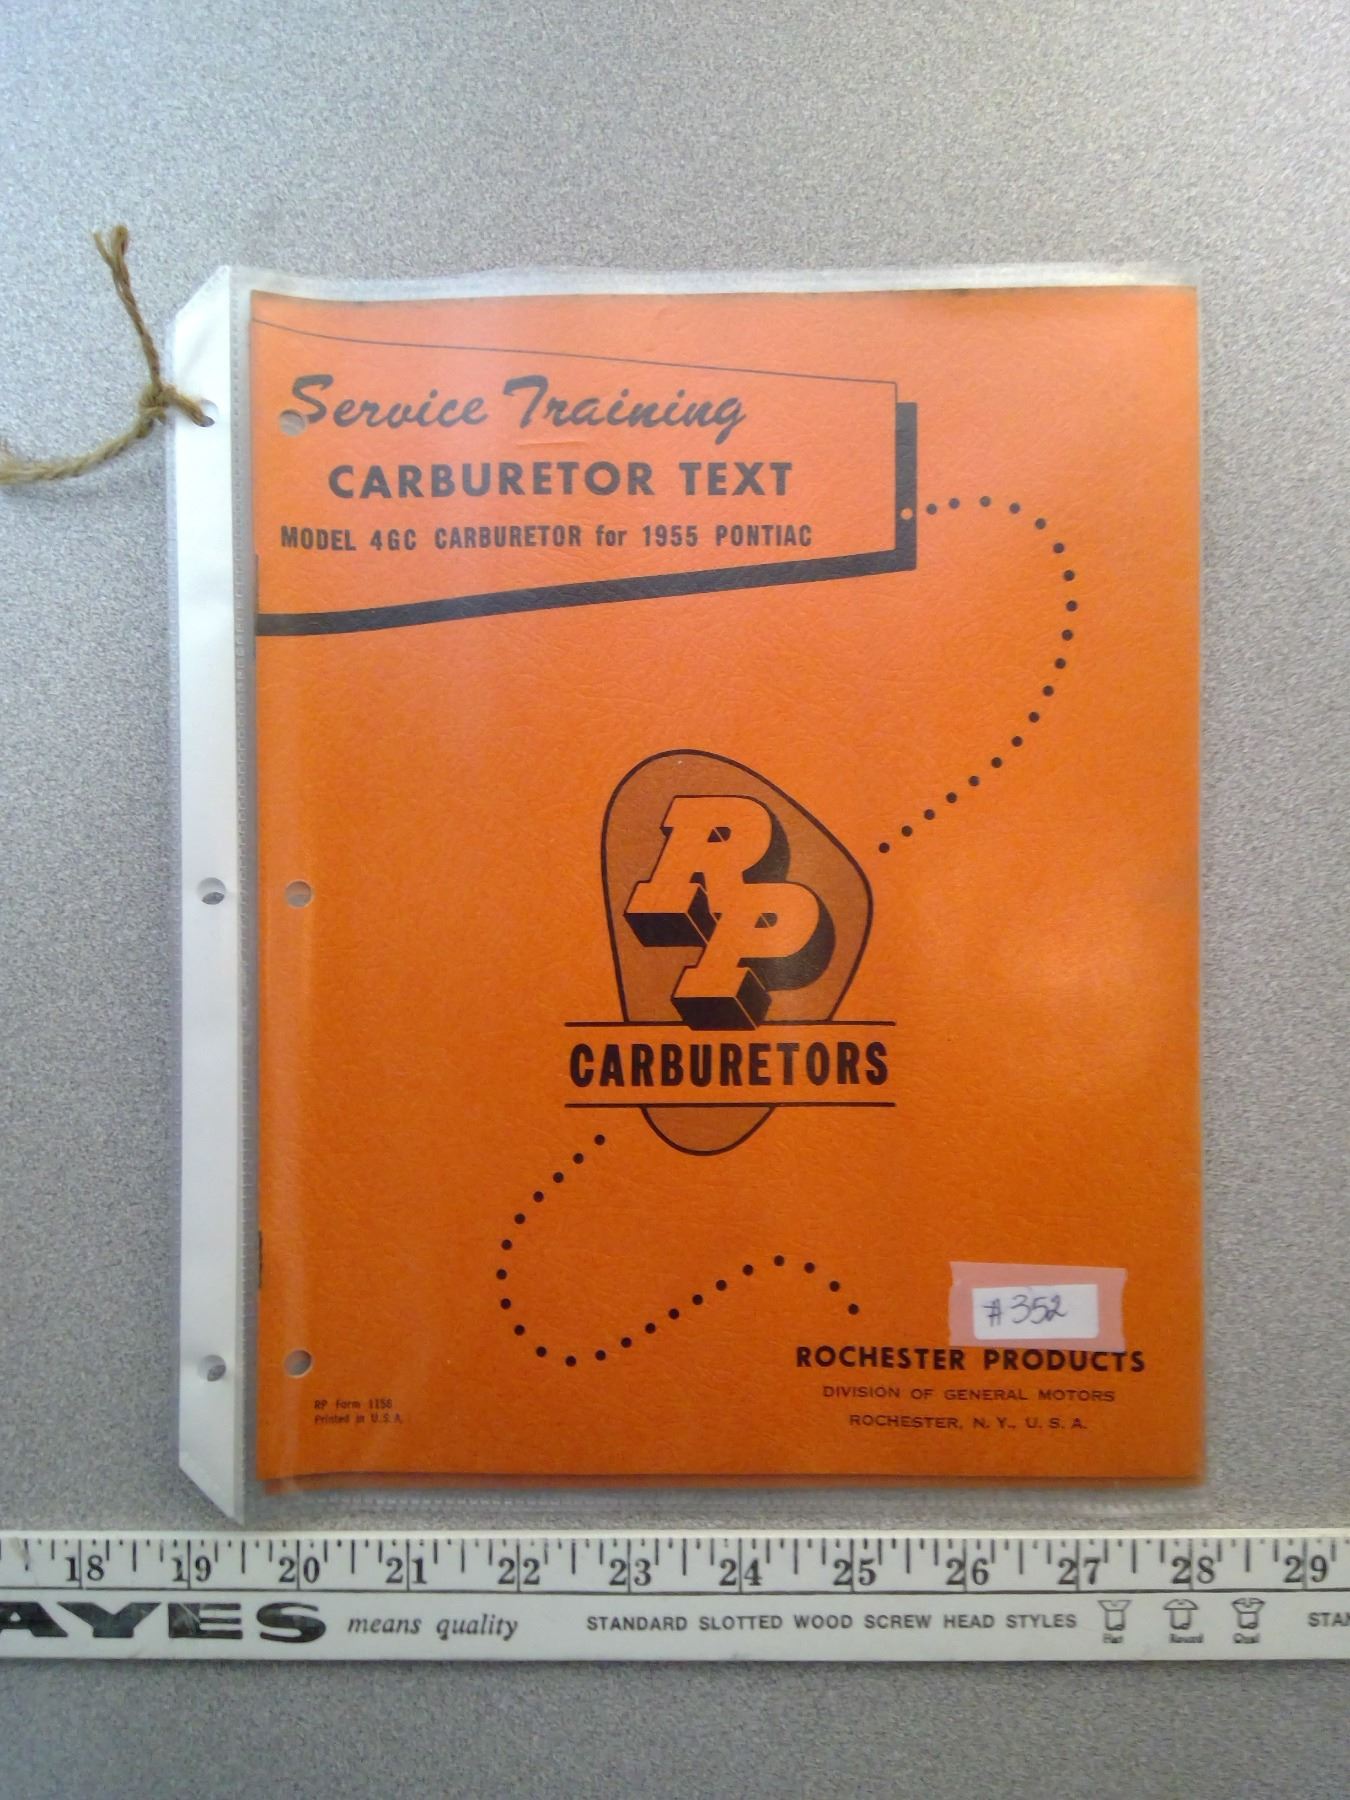 Service Training
CARBURETOR TEXT
MODEL 4GC CARBURETOR for 1955 PONTIAC
RP
CARBURETORS
#352
ROCHESTER PRODUCTS
DIVISION OF GENERAL MOTORS
ROCHESTER, N. Y., U. S. A.
RP Form 1156
Printed in U.S.A.
18 19 20 21 22 23 24 25 26 27 28 29
AYES means quality STANDARD SLOTTED WOOD SCREW HEAD STYLES STA
Flat Round Oval